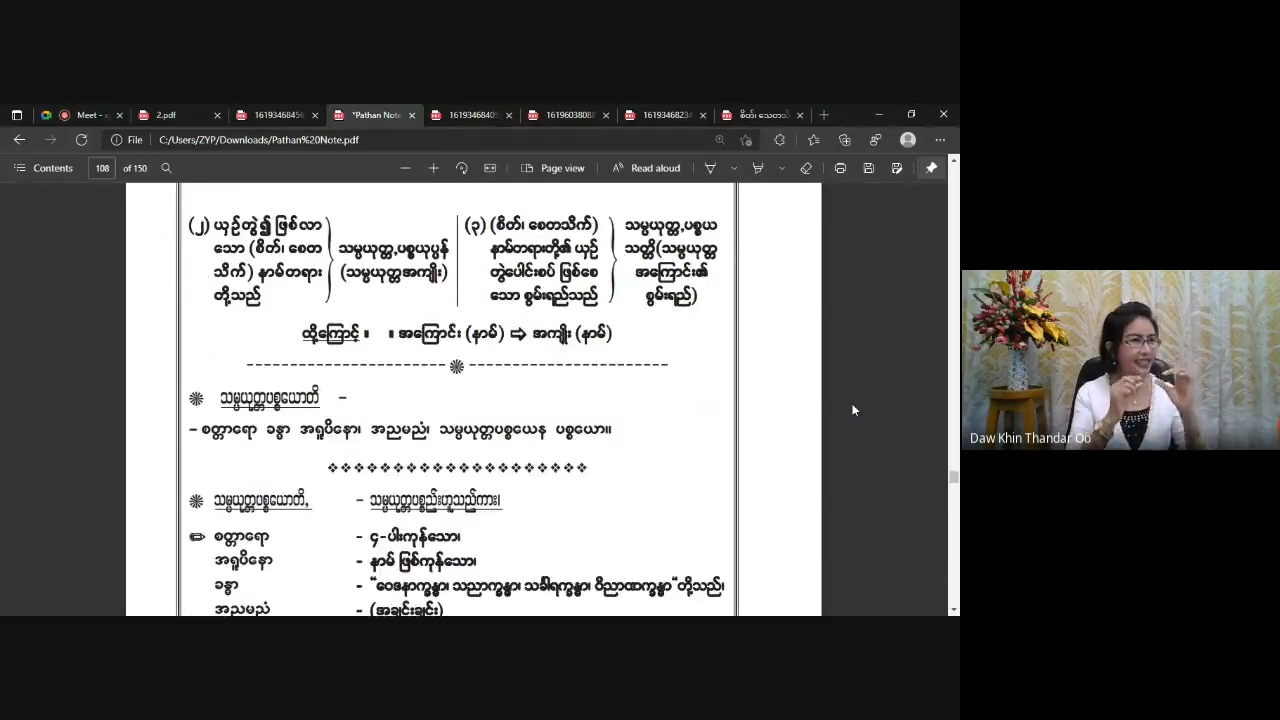 Meet - x
2.pdf
16193468456
*Pathan Note
16193468405
16196038088
16193468234
စိတ်၊ စေတသိ
File C:/Users/ZYP/Downloads/Pathan%20Note.pdf
Contents 108 of 150 Page view Read aloud
(၂) ယှဉ်တွဲ၍ ဖြစ်လာ
သော (စိတ်၊ စေတ
သိက်) နာမ်တရား
တို့သည်
သမ္ပယုတ္တ,ပစ္စယုပ္ပန်
(သမ္ပယုတ္တအကျိုး)
(၃) (စိတ်၊ စေတသိက်)
နာမ်တရားတို့၏ ယှဉ်
တွဲပေါင်းစပ် ဖြစ်စေ
သော စွမ်းရည်သည်
သမ္ပယုတ္တ,ပစ္စယ
သတ္တိ(သမ္ပယုတ္တ
အကြောင်း၏
စွမ်းရည်)
ထို့ကြောင့် ။ ။ အကြောင်း (နာမ်) ⇒ အကျိုး (နာမ်)
သမ္ပယုတ္တပစ္စယောတိ –
– စတ္တာရော ခန္ဓာ အရူပိနော၊ အညမညံ၊ သမ္ပယုတ္တပစ္စယေန ပစ္စယော။
သမ္ပယုတ္တပစ္စယောတိ, – သမ္ပယုတ္တပစ္စည်းဟူသည်ကား၊
စတ္တာရော – ၄-ပါးကုန်သော၊
အရူပိနော – နာမ် ဖြစ်ကုန်သော၊
ခန္ဓာ – “ဝေဒနာက္ခန္ဓာ၊ သညာက္ခန္ဓာ၊ သင်္ခါရက္ခန္ဓာ၊ ဝိညာဏက္ခန္ဓာ“တို့သည်၊
အညမညံ – (အချင်းချင်း)
Daw Khin Thandar Oo